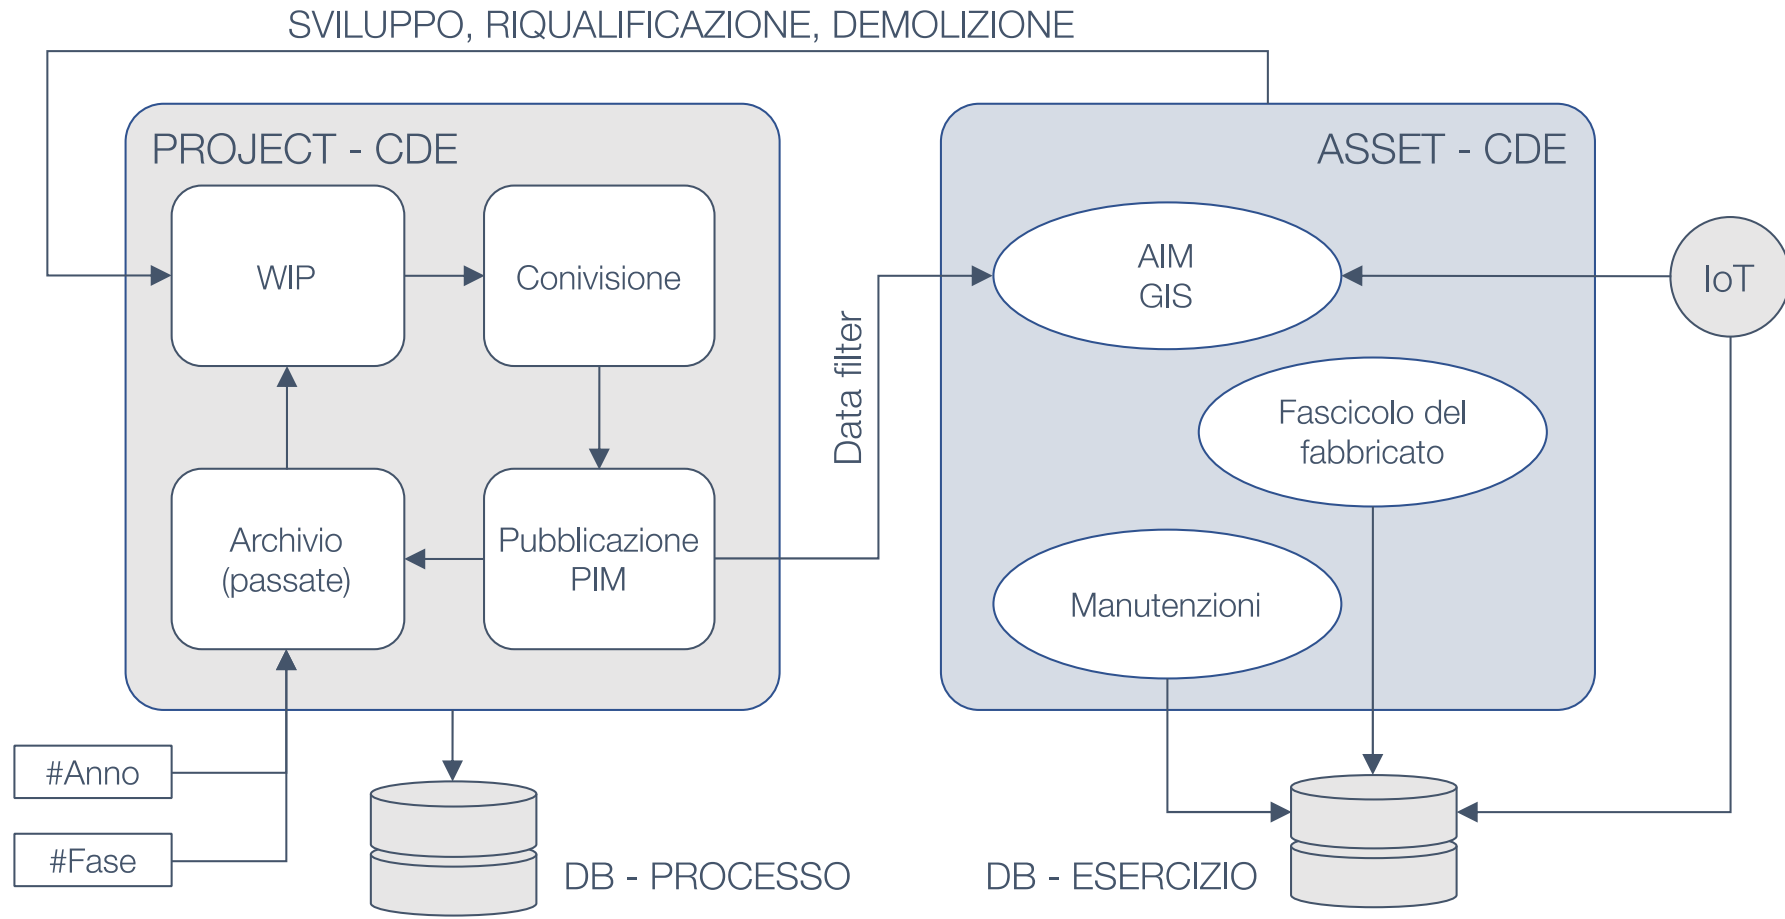 SVILUPPO, RIQUALIFICAZIONE, DEMOLIZIONE
PROJECT - CDE
WIP
Conivisione
Archivio
(passate)
Pubblicazione
PIM
#Anno
#Fase
DB - PROCESSO
Data filter
ASSET - CDE
AIM
GIS
Fascicolo del
fabbricato
Manutenzioni
IoT
DB - ESERCIZIO